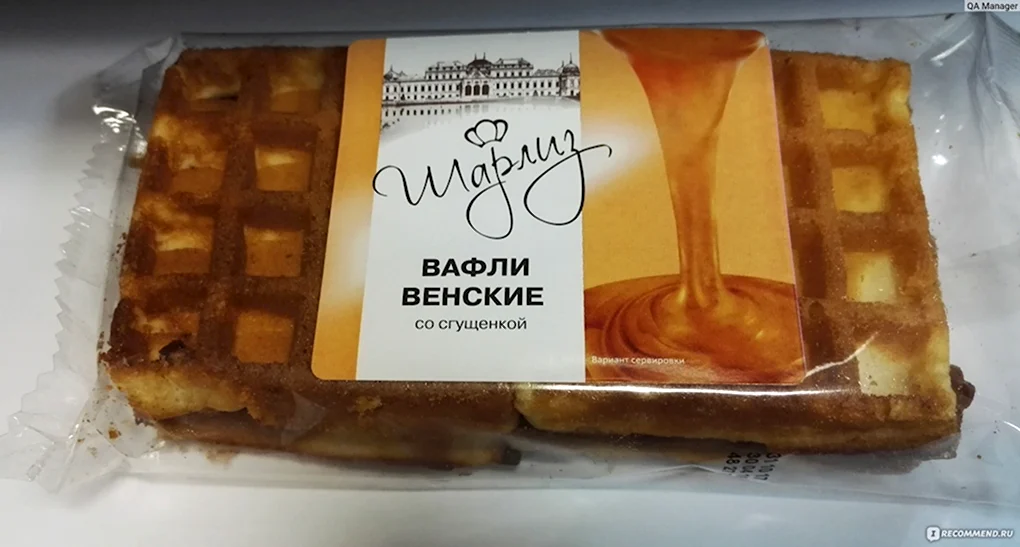 QA Manager
Шарлиз
ВАФЛИ
ВЕНСКИЕ
со сгущенкой
Вариант сервировки
IRECOMMEND.RU